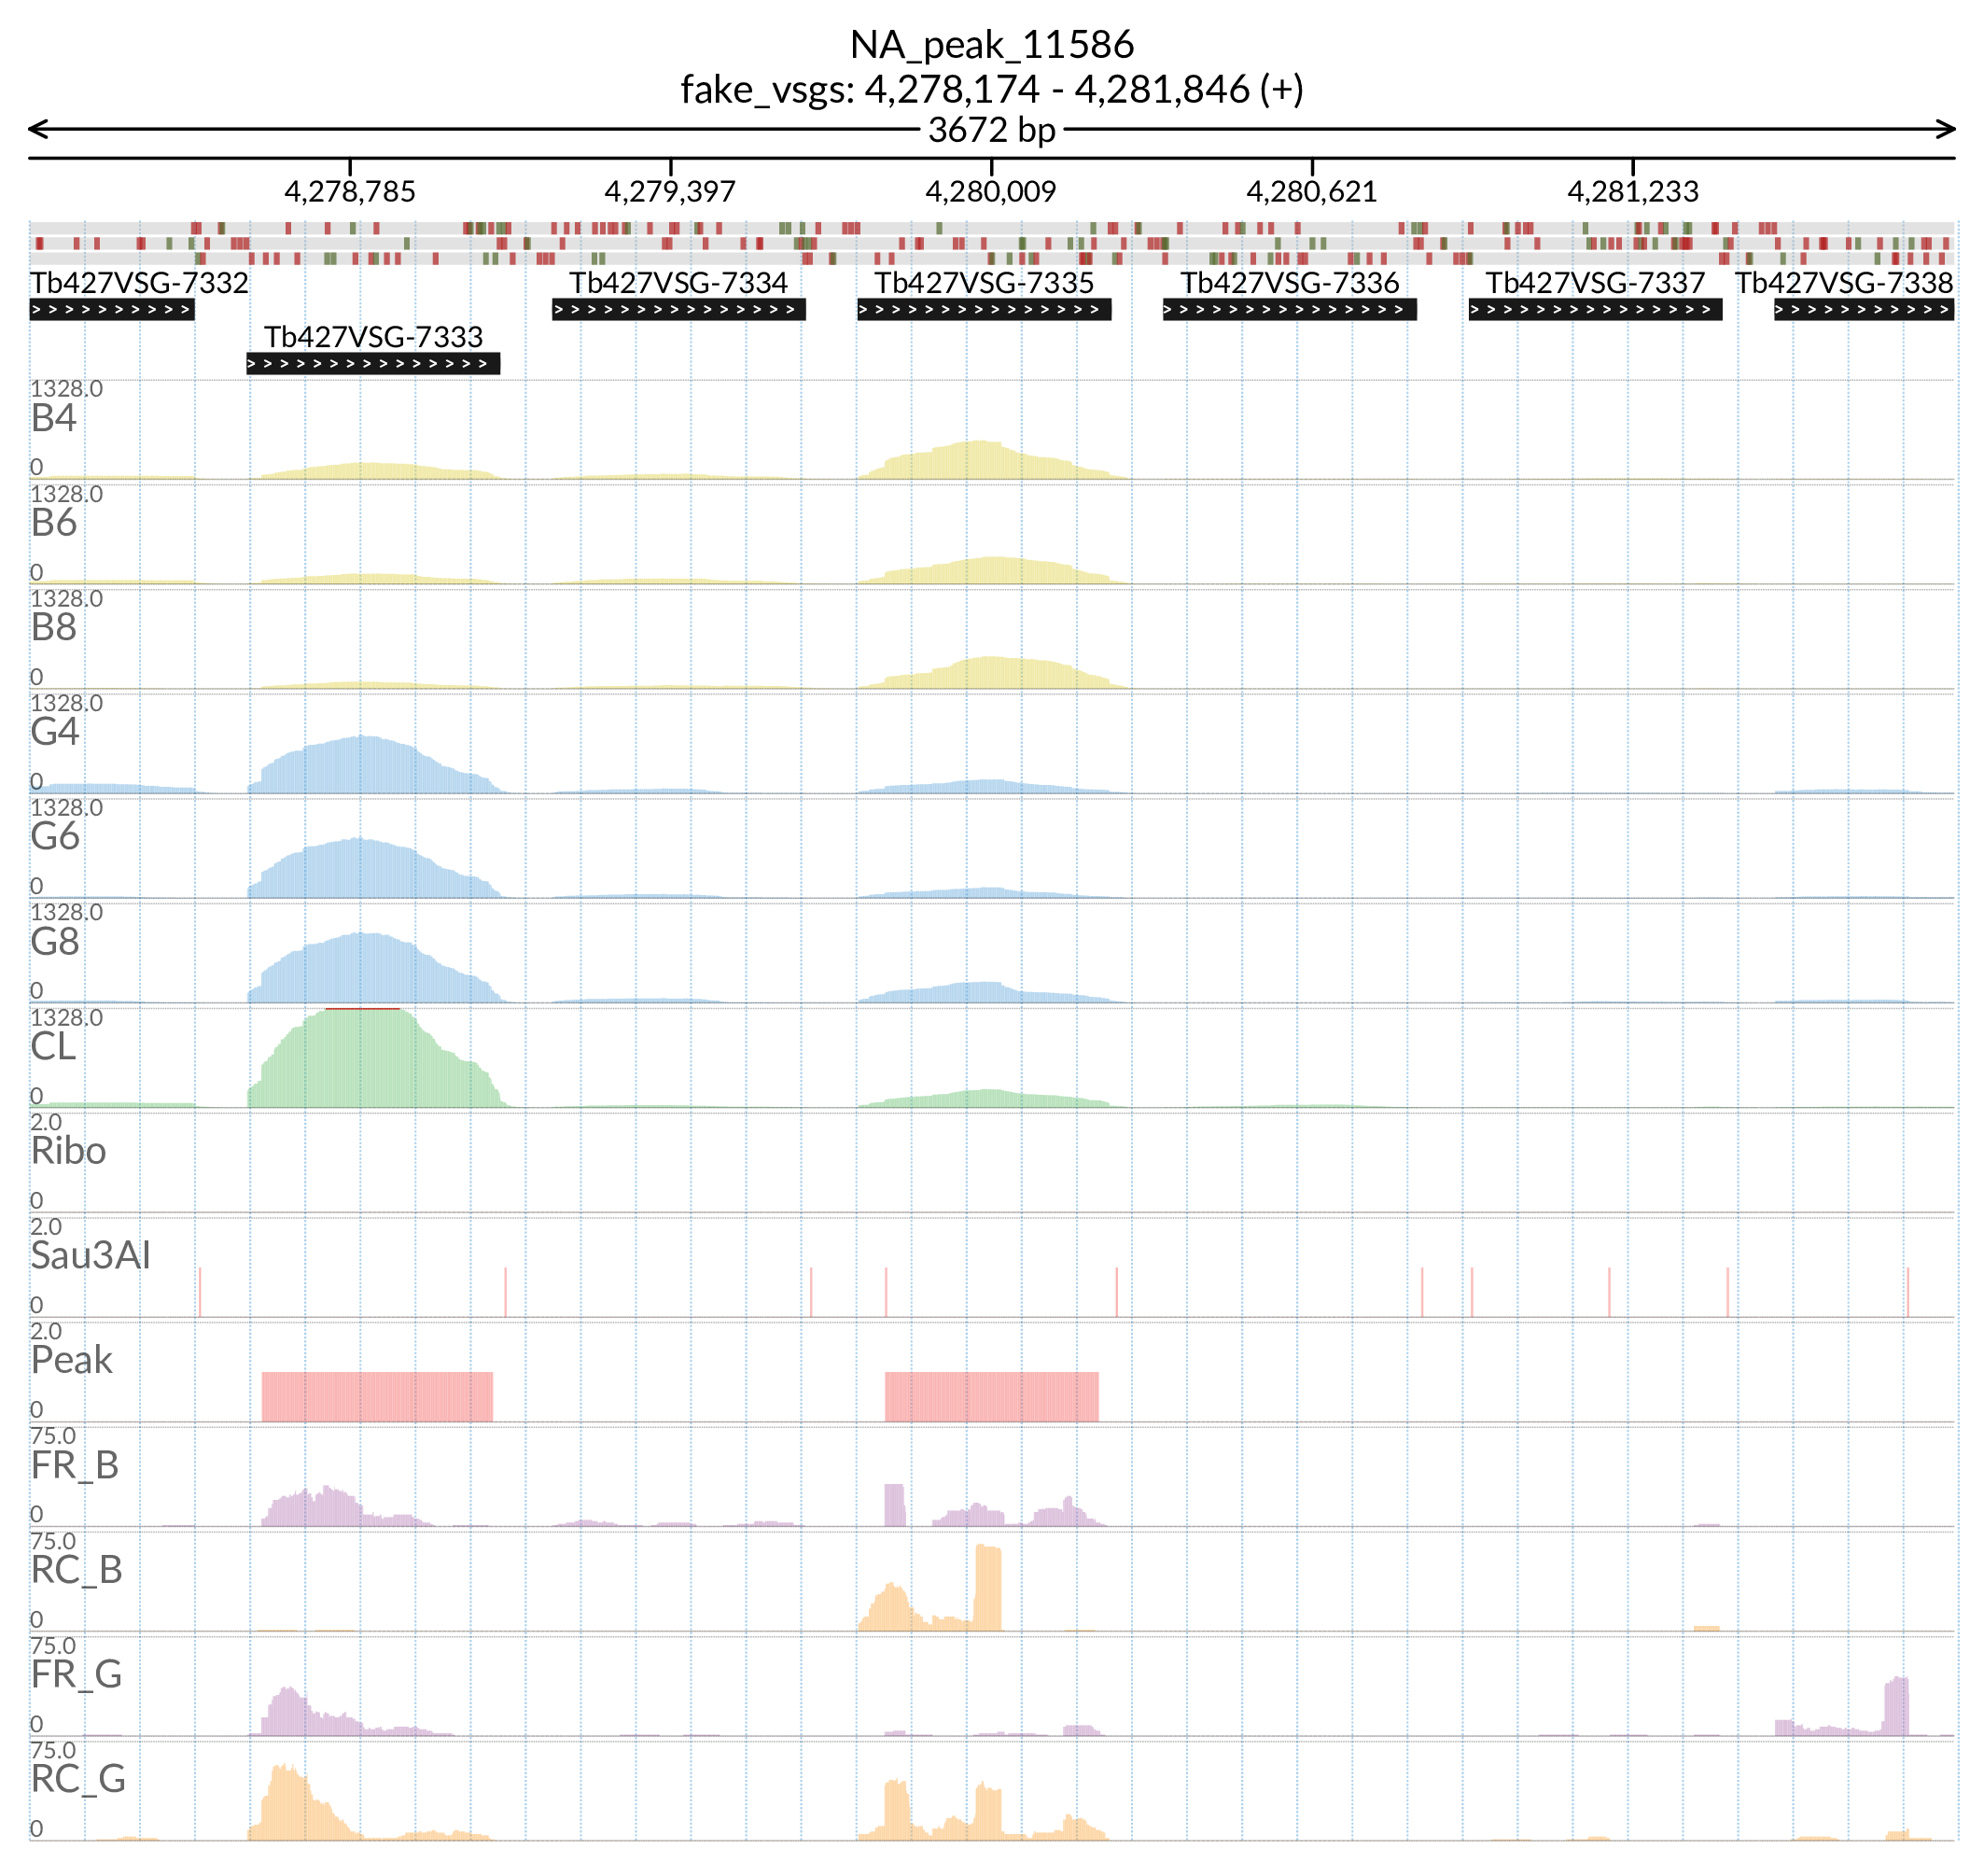 NA_peak_11586
fake_vsgs: 4,278,174 - 4,281,846 (+)
3672 bp
4,278,785 4,279,397 4,280,009 4,280,621 4,281,233
Tb427VSG-7332 Tb427VSG-7334 Tb427VSG-7335 Tb427VSG-7336 Tb427VSG-7337 Tb427VSG-7338
Tb427VSG-7333
1328.0
B4
0
1328.0
B6
0
1328.0
B8
0
1328.0
G4
0
1328.0
G6
0
1328.0
G8
0
1328.0
CL
0
2.0
Ribo
0
2.0
Sau3AI
0
2.0
Peak
0
75.0
FR_B
0
75.0
RC_B
0
75.0
FR_G
0
75.0
RC_G
0